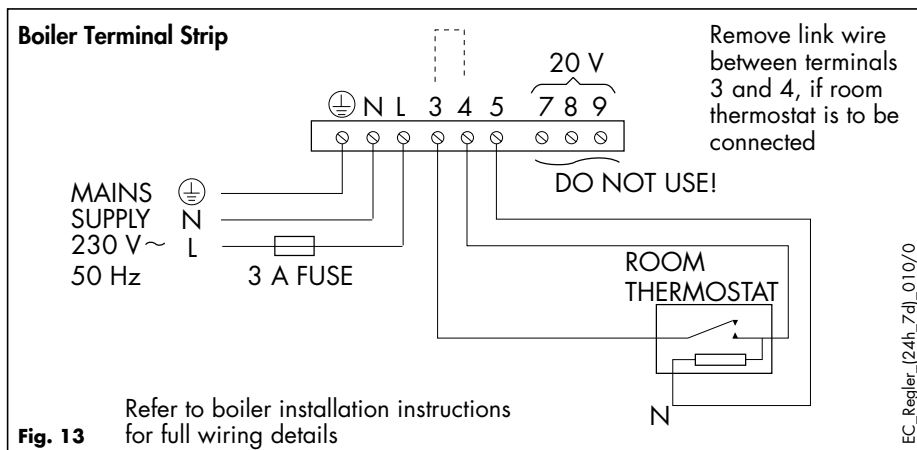 Boiler Terminal Strip
Remove link wire
between terminals
3 and 4, if room
thermostat is to be
connected
20 V
N L 3 4 5 7 8 9
DO NOT USE!
MAINS
SUPPLY N
230 V~ L
50 Hz
3 A FUSE
ROOM
THERMOSTAT
N
Refer to boiler installation instructions
for full wiring details
Fig. 13
EC_Regler_(24h_7d)_010/0